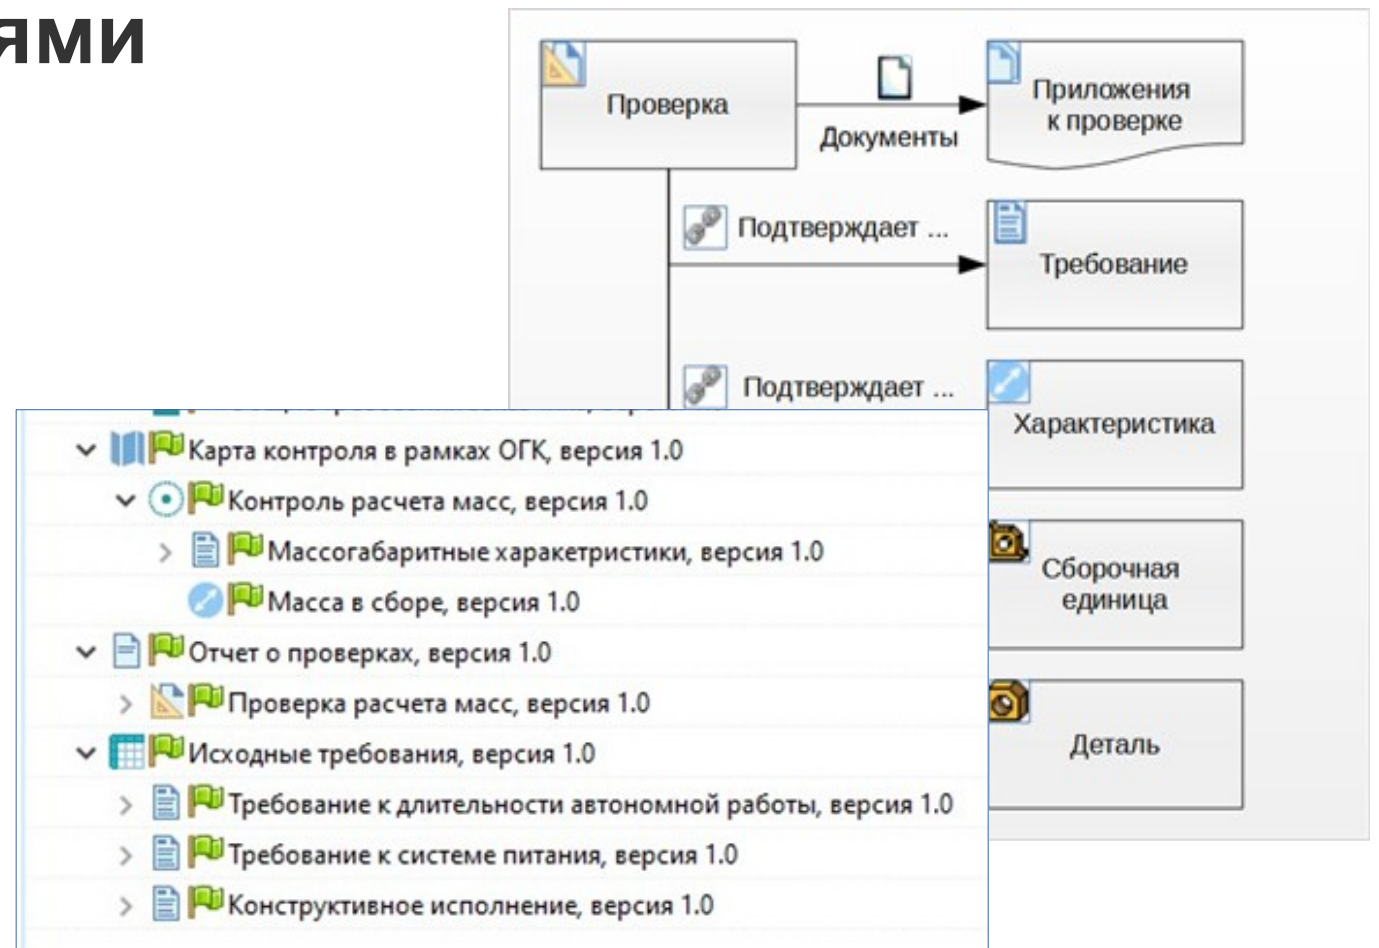 ями
Проверка
Документы
Приложения
к проверке
Подтверждает ...
Требование
Подтверждает ...
Характеристика
Сборочная
единица
Деталь
Карта контроля в рамках ОГК, версия 1.0
Контроль расчета масс, версия 1.0
Массогабаритные характеристики, версия 1.0
Масса в сборе, версия 1.0
Отчет о проверках, версия 1.0
Проверка расчета масс, версия 1.0
Исходные требования, версия 1.0
Требование к длительности автономной работы, версия 1.0
Требование к системе питания, версия 1.0
Конструктивное исполнение, версия 1.0